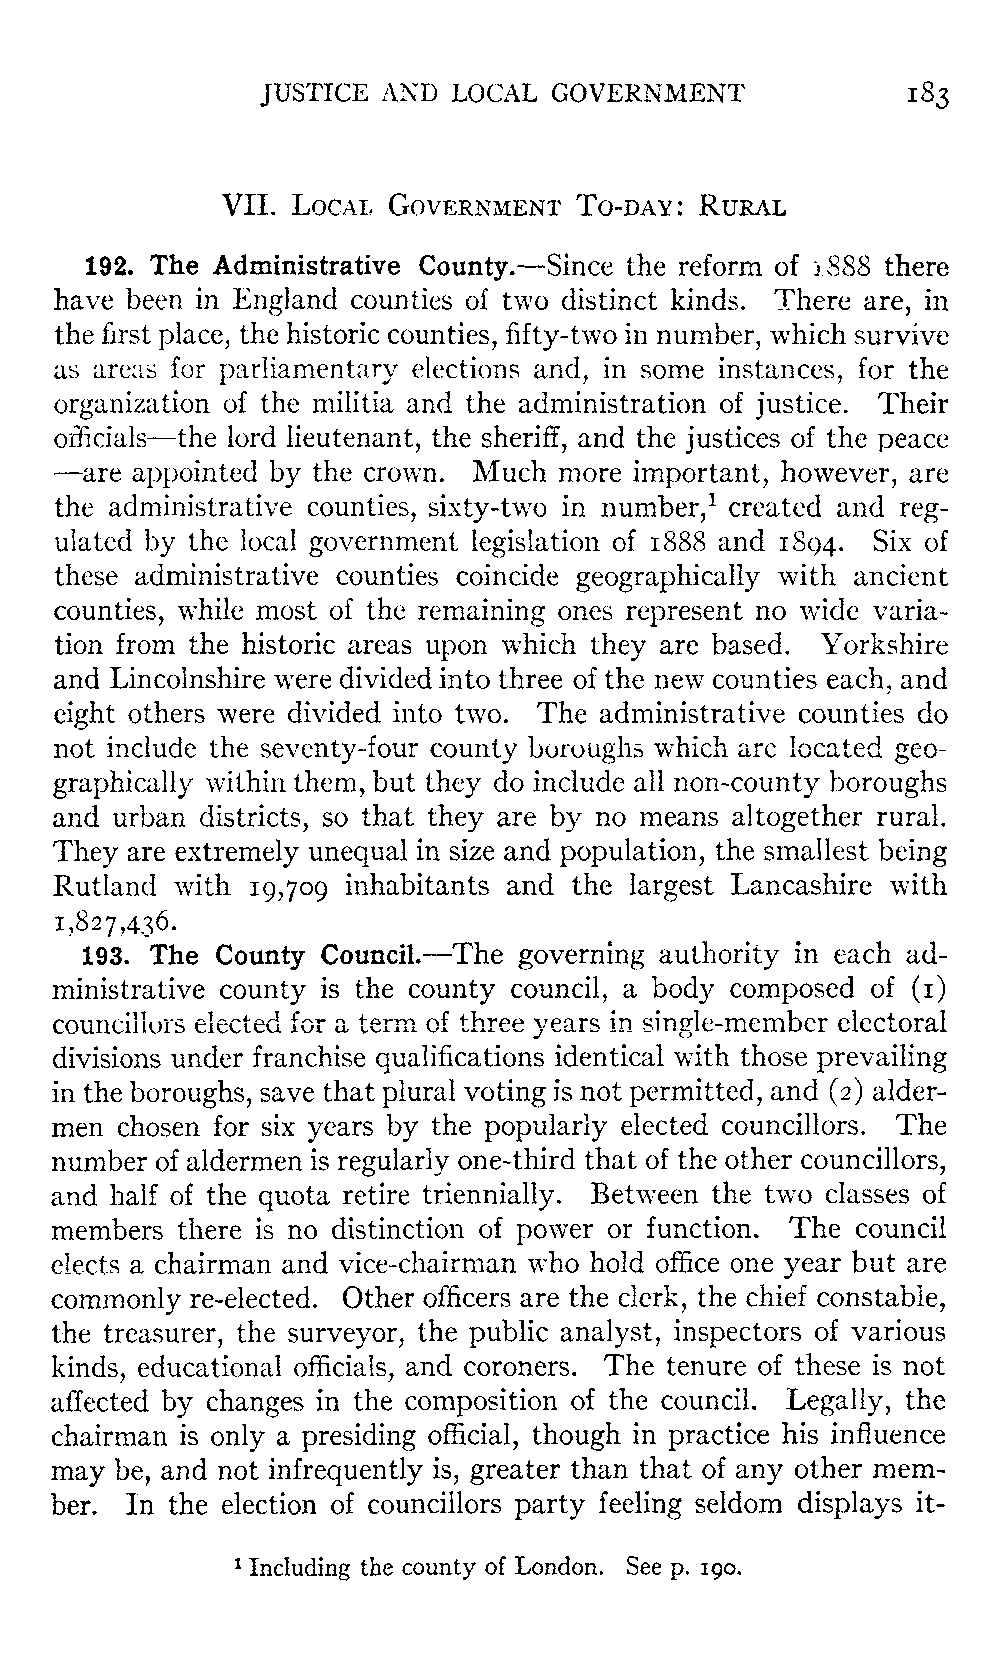 JUSTICE AND LOCAL GOVERNMENT 183
VII. LOCAL GOVERNMENT TO-DAY: RURAL
192. The Administrative County.—Since the reform of 1888 there
have been in England counties of two distinct kinds. There are, in
the first place, the historic counties, fifty-two in number, which survive
as areas for parliamentary elections and, in some instances, for the
organization of the militia and the administration of justice. Their
officials—the lord lieutenant, the sheriff, and the justices of the peace
—are appointed by the crown. Much more important, however, are
the administrative counties, sixty-two in number,¹ created and reg-
ulated by the local government legislation of 1888 and 1894. Six of
these administrative counties coincide geographically with ancient
counties, while most of the remaining ones represent no wide varia-
tion from the historic areas upon which they are based. Yorkshire
and Lincolnshire were divided into three of the new counties each, and
eight others were divided into two. The administrative counties do
not include the seventy-four county boroughs which are located geo-
graphically within them, but they do include all non-county boroughs
and urban districts, so that they are by no means altogether rural.
They are extremely unequal in size and population, the smallest being
Rutland with 19,709 inhabitants and the largest Lancashire with
1,827,436.
193. The County Council.—The governing authority in each ad-
ministrative county is the county council, a body composed of (1)
councillors elected for a term of three years in single-member electoral
divisions under franchise qualifications identical with those prevailing
in the boroughs, save that plural voting is not permitted, and (2) alder-
men chosen for six years by the popularly elected councillors. The
number of aldermen is regularly one-third that of the other councillors,
and half of the quota retire triennially. Between the two classes of
members there is no distinction of power or function. The council
elects a chairman and vice-chairman who hold office one year but are
commonly re-elected. Other officers are the clerk, the chief constable,
the treasurer, the surveyor, the public analyst, inspectors of various
kinds, educational officials, and coroners. The tenure of these is not
affected by changes in the composition of the council. Legally, the
chairman is only a presiding official, though in practice his influence
may be, and not infrequently is, greater than that of any other mem-
ber. In the election of councillors party feeling seldom displays it-
¹ Including the county of London. See p. 190.